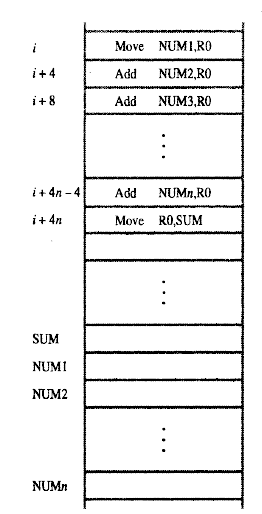 i Move NUM1,R0
i + 4 Add NUM2,R0
i + 8 Add NUM3,R0
i + 4n − 4 Add NUMn,R0
i + 4n Move R0,SUM
SUM
NUM1
NUM2
NUMn